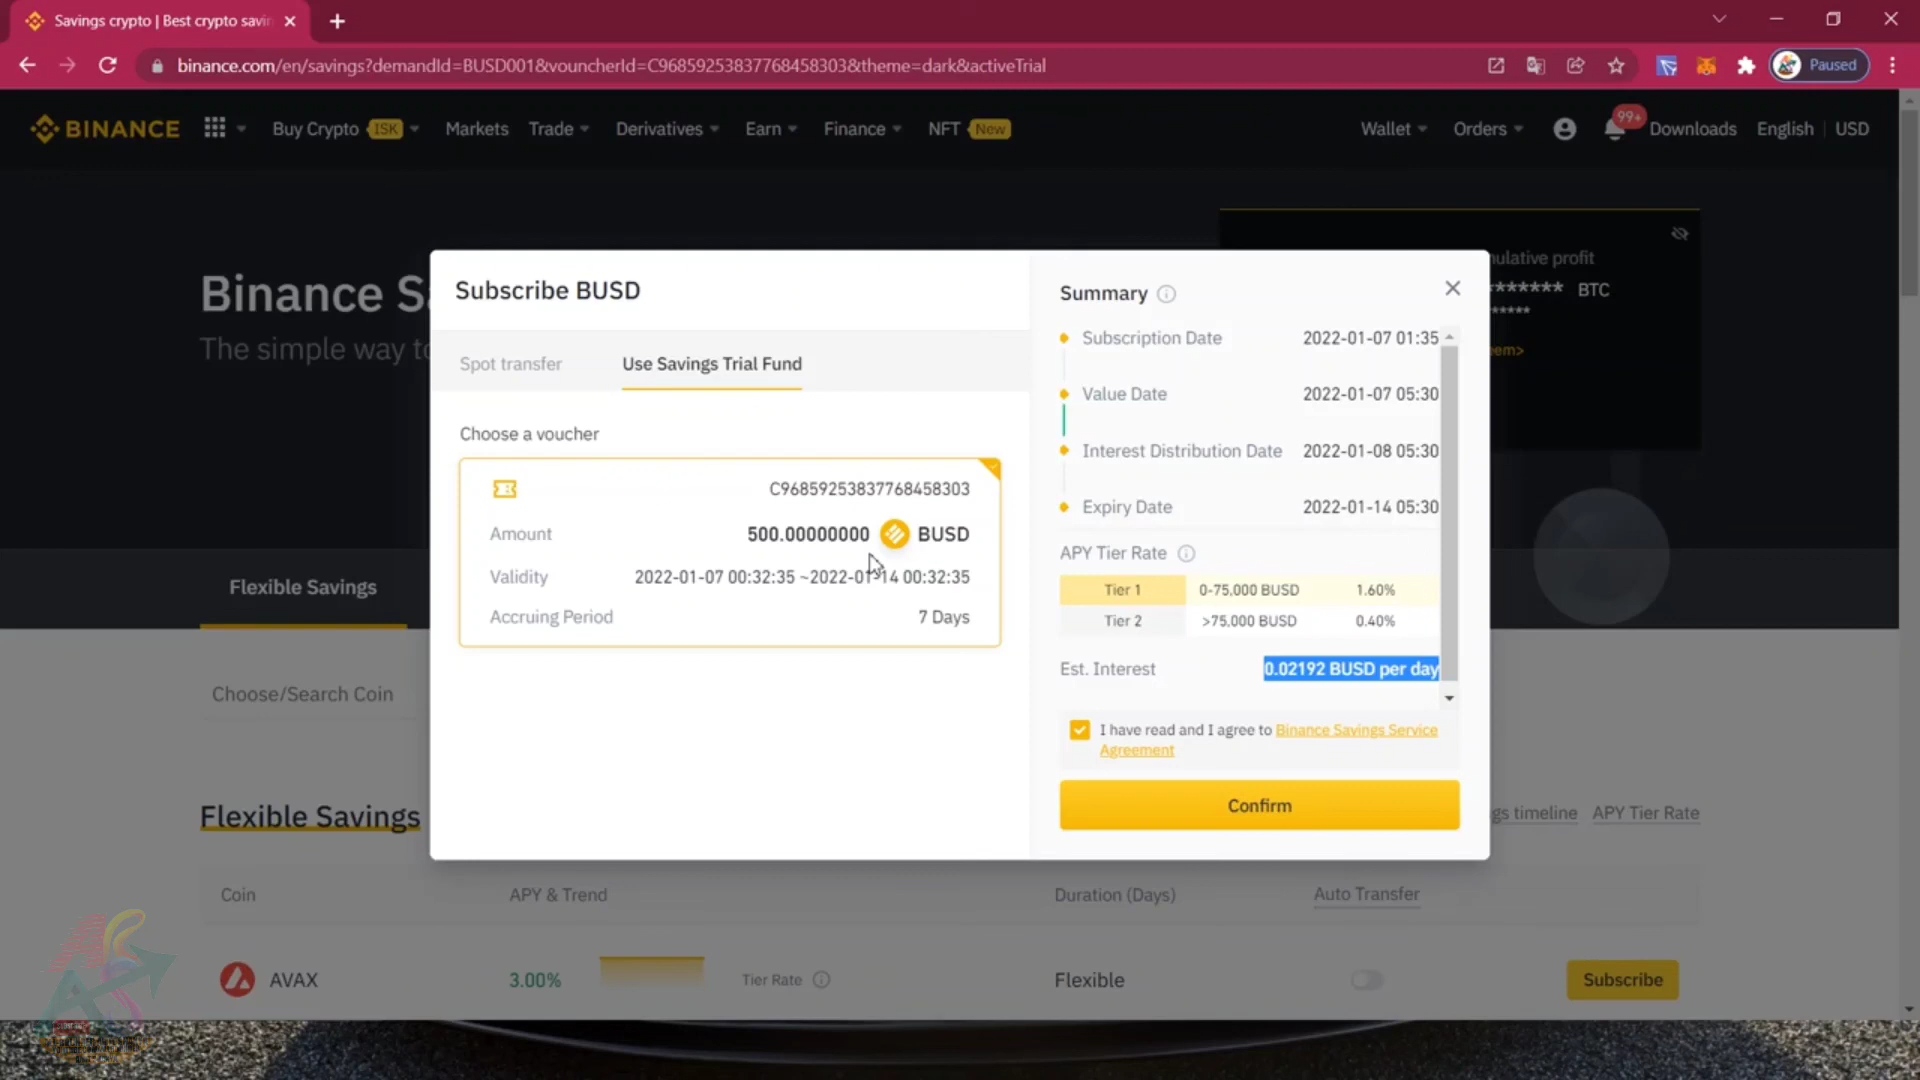 Savings crypto | Best crypto savin
binance.com/en/savings?demandId=BUSD001&vouncherId=C96859253837768458303&theme=dark&activeTrial
Paused
BINANCE
Buy Crypto ISK
Markets
Trade
Derivatives
Earn
Finance
NFT New
Wallet
Orders
99+
Downloads
English
USD
Binance S
The simple way to
mulative profit
******* BTC
*****
eem>
Subscribe BUSD
Spot transfer
Use Savings Trial Fund
Choose a voucher
C96859253837768458303
Amount 500.00000000 BUSD
Validity 2022-01-07 00:32:35 ~2022-01-14 00:32:35
Accruing Period 7 Days
Summary
Subscription Date 2022-01-07 01:35
Value Date 2022-01-07 05:30
Interest Distribution Date 2022-01-08 05:30
Expiry Date 2022-01-14 05:30
APY Tier Rate
Tier 1 0-75,000 BUSD 1.60%
Tier 2 >75,000 BUSD 0.40%
Est. Interest 0.02192 BUSD per day
I have read and I agree to Binance Savings Service
Agreement
Confirm
Flexible Savings
Choose/Search Coin
Flexible Savings
gs timeline
APY Tier Rate
Coin APY & Trend Duration (Days) Auto Transfer
AVAX 3.00% Tier Rate Flexible Subscribe